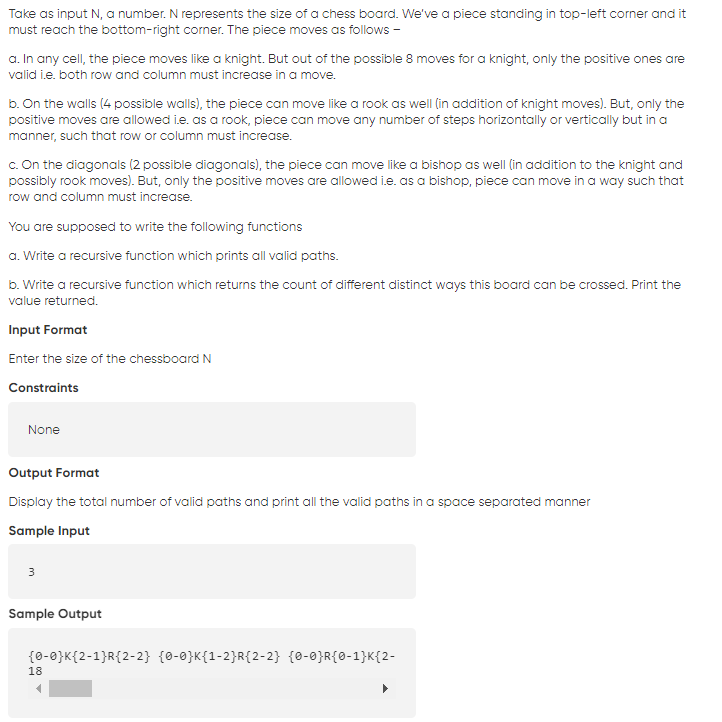 Take as input N, a number. N represents the size of a chess board. We've a piece standing in top-left corner and it
must reach the bottom-right corner. The piece moves as follows –
a. In any cell, the piece moves like a knight. But out of the possible 8 moves for a knight, only the positive ones are
valid i.e. both row and column must increase in a move.
b. On the walls (4 possible walls), the piece can move like a rook as well (in addition of knight moves). But, only the
positive moves are allowed i.e. as a rook, piece can move any number of steps horizontally or vertically but in a
manner, such that row or column must increase.
c. On the diagonals (2 possible diagonals), the piece can move like a bishop as well (in addition to the knight and
possibly rook moves). But, only the positive moves are allowed i.e. as a bishop, piece can move in a way such that
row and column must increase.
You are supposed to write the following functions
a. Write a recursive function which prints all valid paths.
b. Write a recursive function which returns the count of different distinct ways this board can be crossed. Print the
value returned.
Input Format
Enter the size of the chessboard N
Constraints
None
Output Format
Display the total number of valid paths and print all the valid paths in a space separated manner
Sample Input
3
Sample Output
{0-0}K{2-1}R{2-2} {0-0}K{1-2}R{2-2} {0-0}R{0-1}K{2-
18